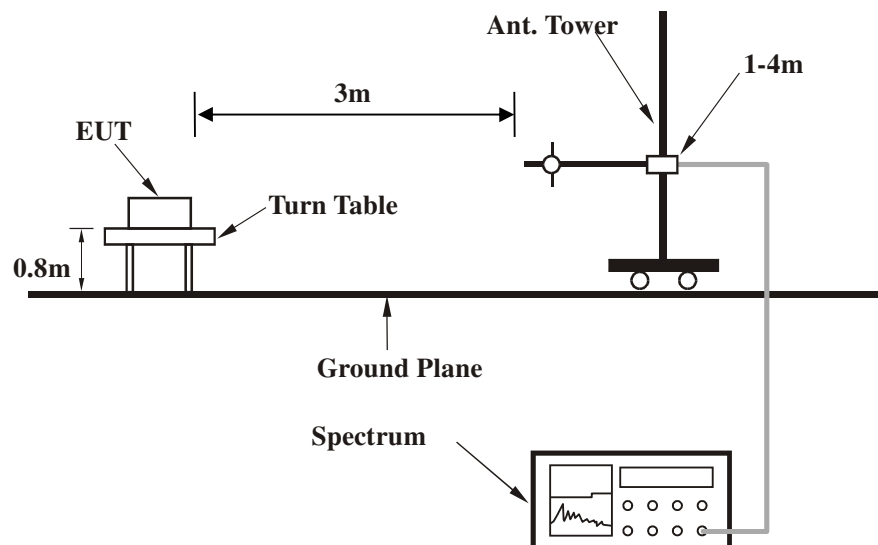 Ant. Tower
1-4m
3m
EUT
Turn Table
0.8m
Ground Plane
Spectrum